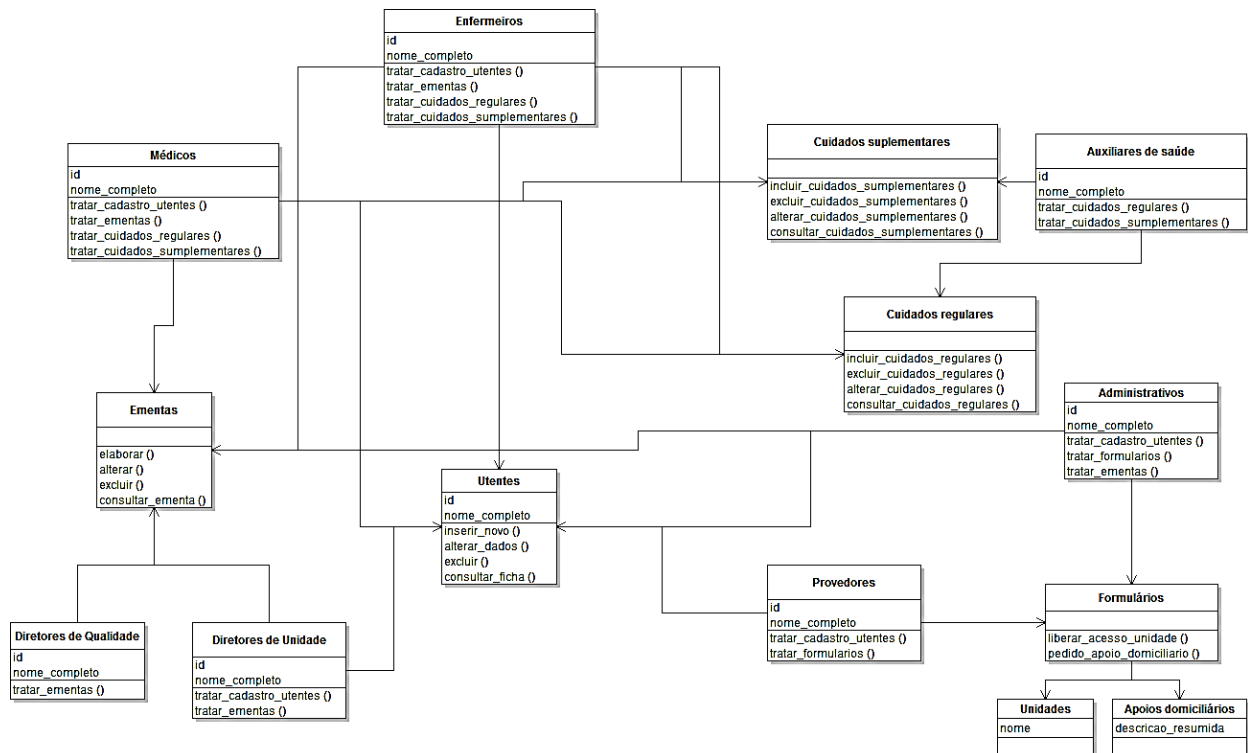 Enfermeiros
id
nome_completo
tratar_cadastro_utentes ()
tratar_ementas ()
tratar_cuidados_regulares ()
tratar_cuidados_sumplementares ()
Médicos
id
nome_completo
tratar_cadastro_utentes ()
tratar_ementas ()
tratar_cuidados_regulares ()
tratar_cuidados_sumplementares ()
Cuidados suplementares
incluir_cuidados_sumplementares ()
excluir_cuidados_sumplementares ()
alterar_cuidados_sumplementares ()
consultar_cuidados_sumplementares ()
Auxiliares de saúde
id
nome_completo
tratar_cuidados_regulares ()
tratar_cuidados_sumplementares ()
Cuidados regulares
incluir_cuidados_regulares ()
excluir_cuidados_regulares ()
alterar_cuidados_regulares ()
consultar_cuidados_regulares ()
Ementas
elaborar ()
alterar ()
excluir ()
consultar_ementa ()
Administrativos
id
nome_completo
tratar_cadastro_utentes ()
tratar_formularios ()
tratar_ementas ()
Utentes
id
nome_completo
inserir_novo ()
alterar_dados ()
excluir ()
consultar_ficha ()
Provedores
id
nome_completo
tratar_cadastro_utentes ()
tratar_formularios ()
Formulários
liberar_acesso_unidade ()
pedido_apoio_domiciliario ()
Diretores de Qualidade
id
nome_completo
tratar_ementas ()
Diretores de Unidade
id
nome_completo
tratar_cadastro_utentes ()
tratar_ementas ()
Unidades
nome
Apoios domiciliários
descricao_resumida